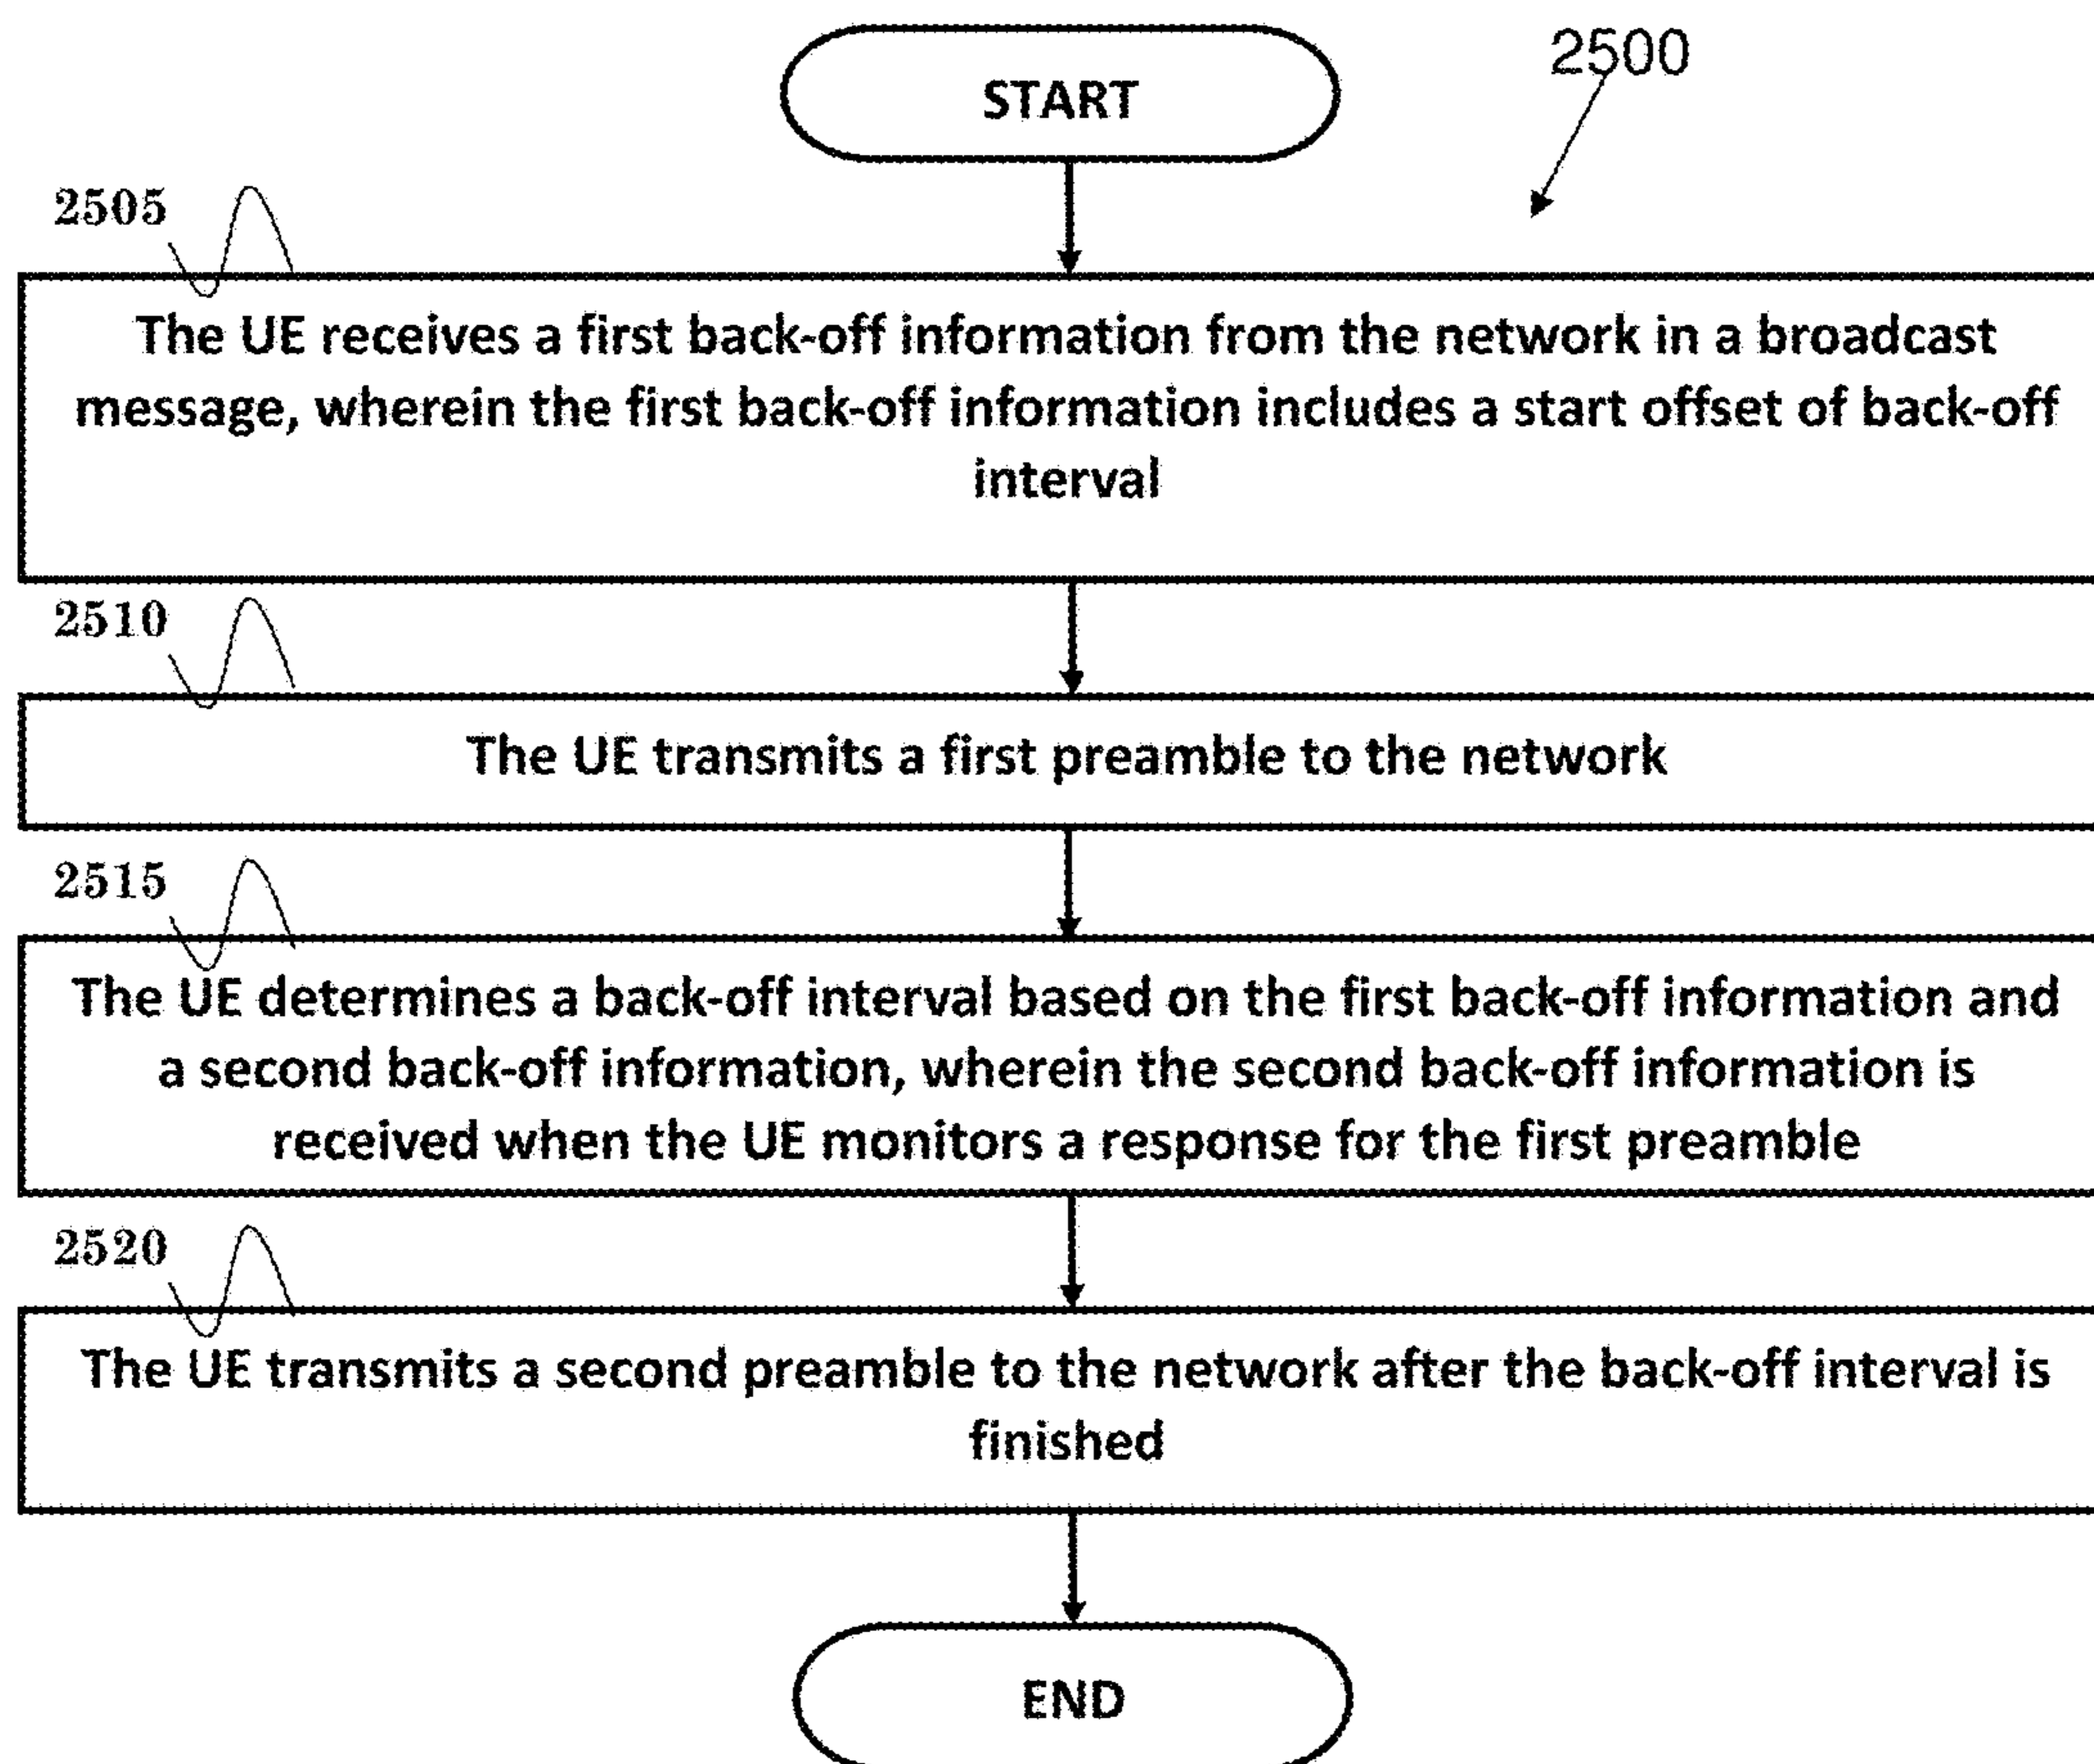 START
2500
2505
The UE receives a first back-off information from the network in a broadcast
message, wherein the first back-off information includes a start offset of back-off
interval
2510
The UE transmits a first preamble to the network
2515
The UE determines a back-off interval based on the first back-off information and
a second back-off information, wherein the second back-off information is
received when the UE monitors a response for the first preamble
2520
The UE transmits a second preamble to the network after the back-off interval is
finished
END